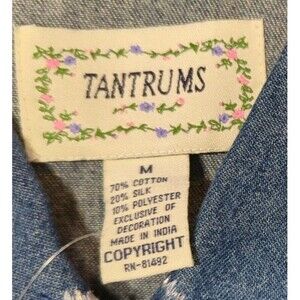 TANTRUMS
M
70% COTTON
20% SILK
10% POLYESTER
EXCLUSIVE OF
DECORATION
MADE IN INDIA
COPYRIGHT
RN-81492